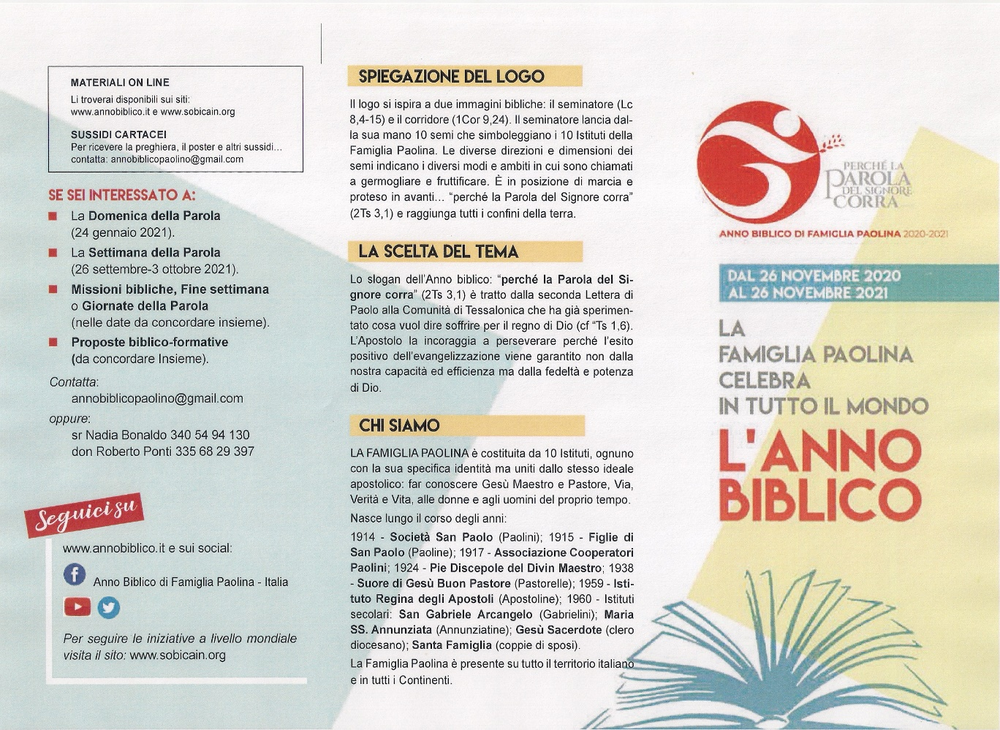 MATERIALI ON LINE
Li troverai disponibili sui siti:
www.annobiblico.it e www.sobicain.org
SUSSIDI CARTACEI
Per ricevere la preghiera, il poster e altri sussidi...
contatta: annobiblicopaolino@gmail.com
SE SEI INTERESSATO A:
La Domenica della Parola
(24 gennaio 2021).
La Settimana della Parola
(26 settembre-3 ottobre 2021).
Missioni bibliche, Fine settimana
o Giornate della Parola
(nelle date da concordare insieme).
Proposte biblico-formative
(da concordare Insieme).
Contatta:
annobiblicopaolino@gmail.com
oppure:
sr Nadia Bonaldo 340 54 94 130
don Roberto Ponti 335 68 29 397
Seguici su
www.annobiblico.it e sui social:
Anno Biblico di Famiglia Paolina - Italia
Per seguire le iniziative a livello mondiale
visita il sito: www.sobicain.org
SPIEGAZIONE DEL LOGO
Il logo si ispira a due immagini bibliche: il seminatore (Lc
8,4-15) e il corridore (1Cor 9,24). Il seminatore lancia dal-
la sua mano 10 semi che simboleggiano i 10 Istituti della
Famiglia Paolina. Le diverse direzioni e dimensioni dei
semi indicano i diversi modi e ambiti in cui sono chiamati
a germogliare e fruttificare. È in posizione di marcia e
proteso in avanti... “perché la Parola del Signore corra”
(2Ts 3,1) e raggiunga tutti i confini della terra.
LA SCELTA DEL TEMA
Lo slogan dell’Anno biblico: “perché la Parola del Si-
gnore corra” (2Ts 3,1) è tratto dalla seconda Lettera di
Paolo alla Comunità di Tessalonica che ha già sperimen-
tato cosa vuol dire soffrire per il regno di Dio (cf “Ts 1,6).
L’Apostolo la incoraggia a perseverare perché l’esito
positivo dell’evangelizzazione viene garantito non dalla
nostra capacità ed efficienza ma dalla fedeltà e potenza
di Dio.
CHI SIAMO
LA FAMIGLIA PAOLINA è costituita da 10 Istituti, ognuno
con la sua specifica identità ma uniti dallo stesso ideale
apostolico: far conoscere Gesù Maestro e Pastore, Via,
Verità e Vita, alle donne e agli uomini del proprio tempo.
Nasce lungo il corso degli anni:
1914 - Società San Paolo (Paolini); 1915 - Figlie di
San Paolo (Paoline); 1917 - Associazione Cooperatori
Paolini; 1924 - Pie Discepole del Divin Maestro; 1938
- Suore di Gesù Buon Pastore (Pastorelle); 1959 - Isti-
tuto Regina degli Apostoli (Apostoline); 1960 - Istituti
secolari: San Gabriele Arcangelo (Gabrielini); Maria
SS. Annunziata (Annunziatine); Gesù Sacerdote (clero
diocesano); Santa Famiglia (coppie di sposi).
La Famiglia Paolina è presente su tutto il territorio italiano
e in tutti i Continenti.
PERCHÉ LA
PAROLA
DEL SIGNORE
CORRA
ANNO BIBLICO DI FAMIGLIA PAOLINA 2020-2021
DAL 26 NOVEMBRE 2020
AL 26 NOVEMBRE 2021
LA
FAMIGLIA PAOLINA
CELEBRA
IN TUTTO IL MONDO
L'ANNO
BIBLICO